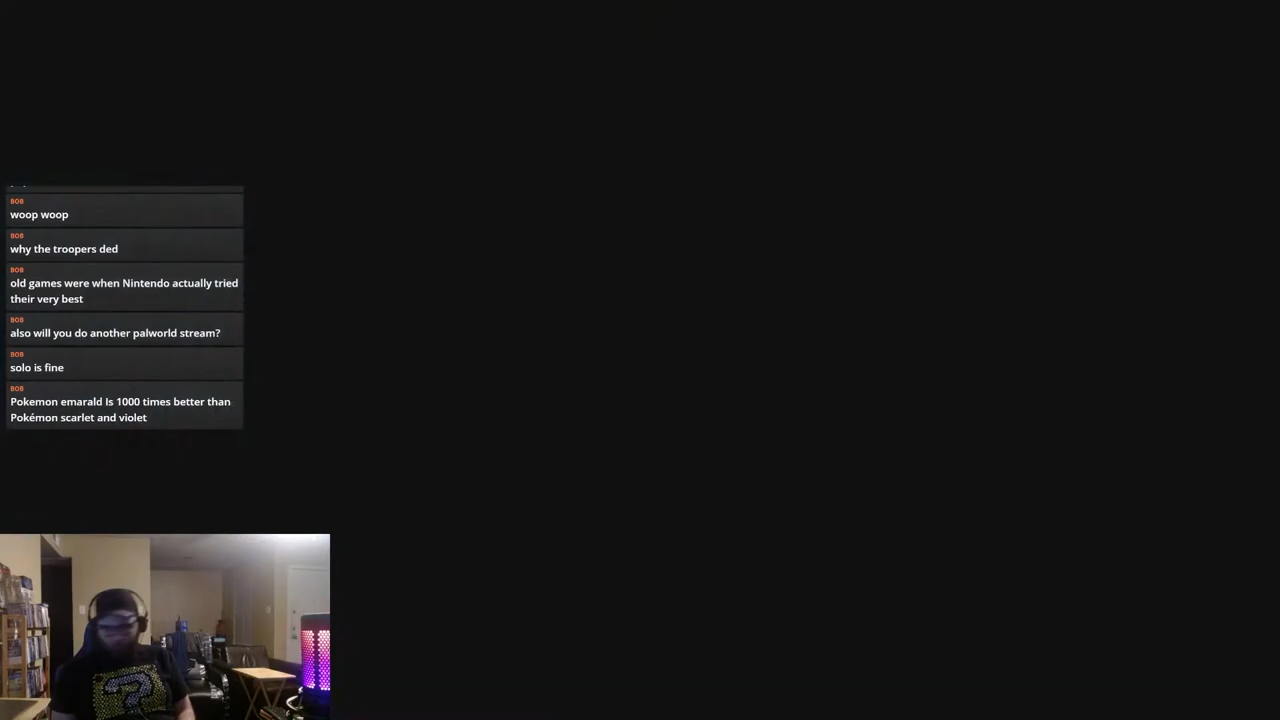 BOB
woop woop
BOB
why the troopers ded
BOB
old games were when Nintendo actually tried
their very best
BOB
also will you do another palworld stream?
BOB
solo is fine
BOB
Pokemon emarald Is 1000 times better than
Pokémon scarlet and violet
?